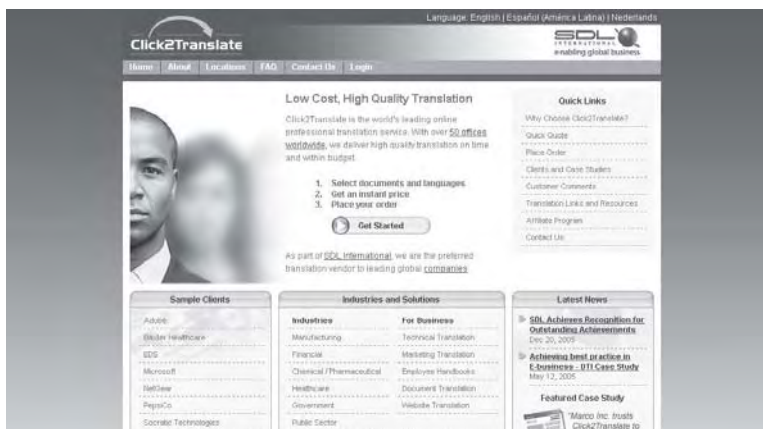 Language: English | Español (América Latina) | Nederlands
Click2Translate
SDL
INTERNATIONAL
enabling global business
Home About Locations FAQ Contact Us Login
Low Cost, High Quality Translation
Click2Translate is the world's leading online
professional translation service. With over 50 offices
worldwide, we deliver high quality translation on time
and within budget.
1. Select documents and languages
2. Get an instant price
3. Place your order
Get Started
As part of SDL International, we are the preferred
translation vendor to leading global companies
Quick Links
Why Choose Click2Translate?
Quick Quote
Place Order
Clients and Case Studies
Customer Comments
Translation Links and Resources
Affiliate Program
Contact Us
Sample Clients
Adobe
Healthcare
EDS
Microsoft
NetGear
PepsiCo
Socratic Technologies
Industries and Solutions
Industries
Manufacturing
Financial
Chemical / Pharmaceutical
Healthcare
Government
Public Sector
For Business
Technical Translation
Marketing Translation
Employee Handbooks
Document Translation
Website Translation
Latest News
SDL Achieves Recognition for
Outstanding Achievements
Dec 20, 2005
Achieving best practice in
E-business - DTI Case Study
May 12, 2005
Featured Case Study
"Marco Inc. trusts
Click2Translate to